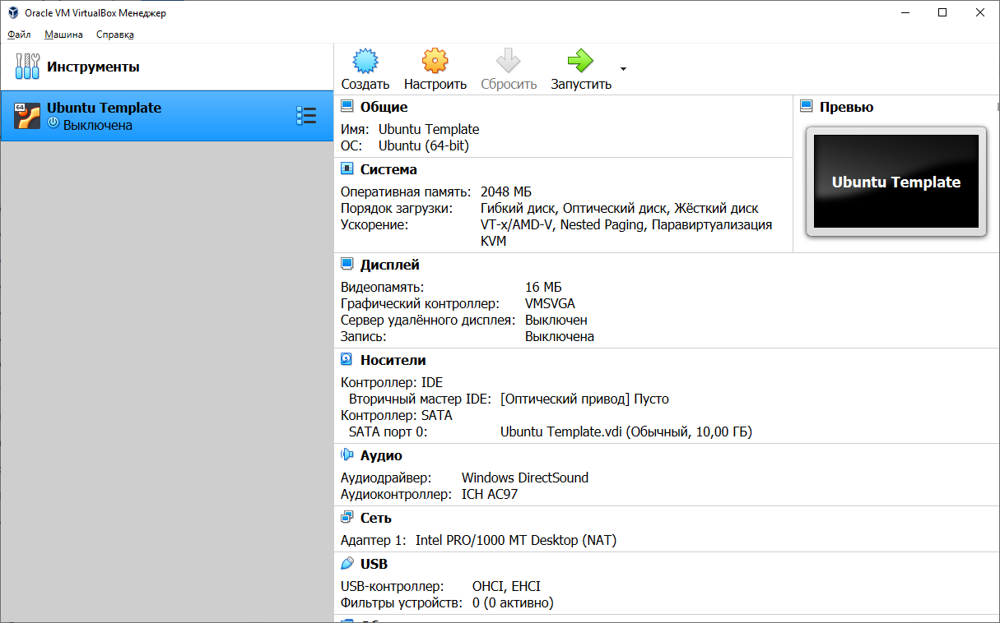 Oracle VM VirtualBox Менеджер
Файл Машина Справка
Инструменты
64
Ubuntu Template
Выключена
Создать Настроить Сбросить Запустить
Общие
Имя: Ubuntu Template
ОС: Ubuntu (64-bit)
Превью
Ubuntu Template
Система
Оперативная память: 2048 МБ
Порядок загрузки: Гибкий диск, Оптический диск, Жёсткий диск
Ускорение: VT-x/AMD-V, Nested Paging, Паравиртуализация
KVM
Дисплей
Видеопамять: 16 МБ
Графический контроллер: VMSVGA
Сервер удалённого дисплея: Выключен
Запись: Выключена
Носители
Контроллер: IDE
Вторичный мастер IDE: [Оптический привод] Пусто
Контроллер: SATA
SATA порт 0: Ubuntu Template.vdi (Обычный, 10,00 ГБ)
Аудио
Аудиодрайвер: Windows DirectSound
Аудиоконтроллер: ICH AC97
Сеть
Адаптер 1: Intel PRO/1000 MT Desktop (NAT)
USB
USB-контроллер: OHCI, EHCI
Фильтры устройств: 0 (0 активно)